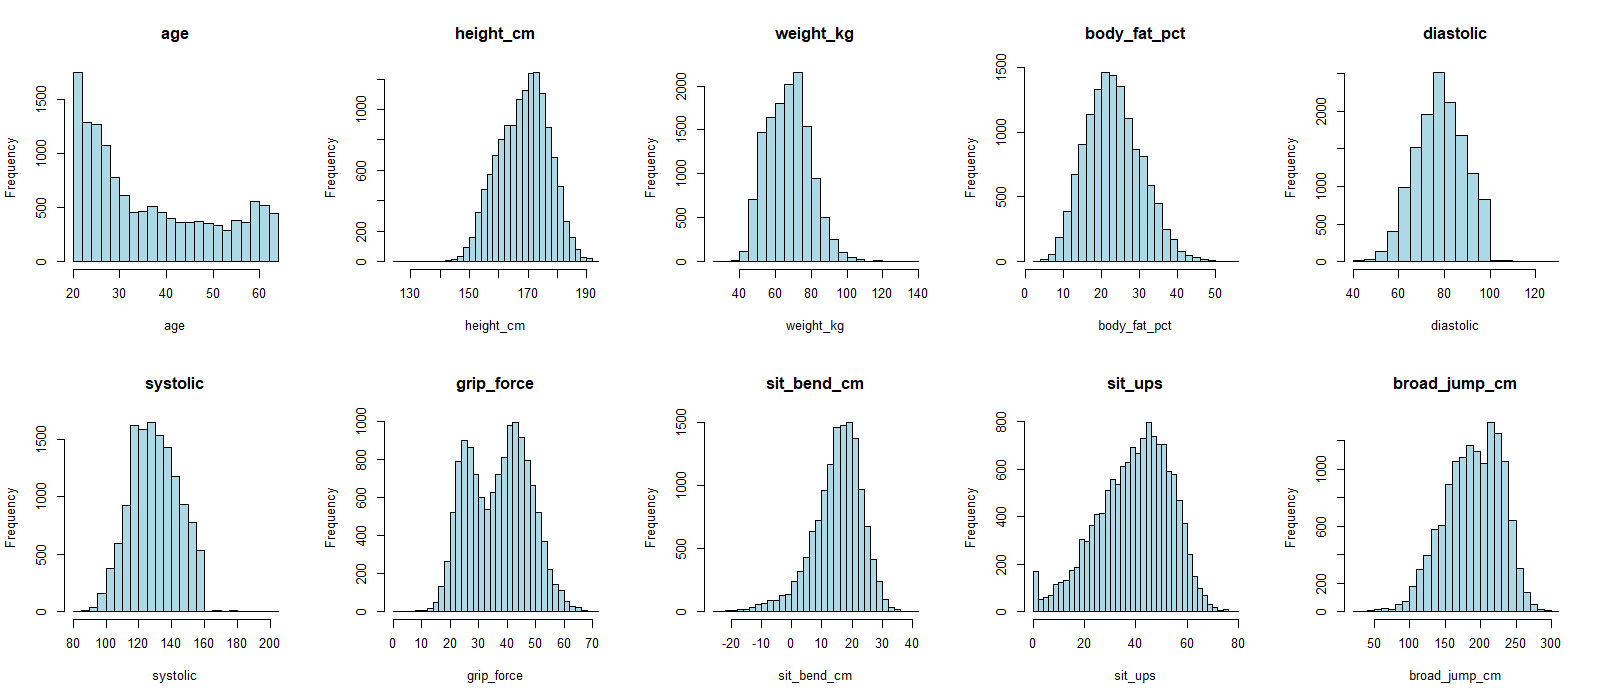 age
height_cm
weight_kg
body_fat_pct
diastolic
Frequency
0 500 1000 1500
20 30 40 50 60
age
Frequency
0 200 600 1000
130 150 170 190
height_cm
Frequency
0 500 1000 1500 2000
40 60 80 100 120 140
weight_kg
Frequency
0 500 1000 1500
0 10 20 30 40 50
body_fat_pct
Frequency
0 500 1000 2000
40 60 80 100 120
diastolic
systolic
grip_force
sit_bend_cm
sit_ups
broad_jump_cm
Frequency
0 500 1000 1500
80 100 120 140 160 180 200
systolic
Frequency
0 200 400 600 800 1000
0 10 20 30 40 50 60 70
grip_force
Frequency
0 500 1000 1500
-20 -10 0 10 20 30 40
sit_bend_cm
Frequency
0 200 400 600 800
0 20 40 60 80
sit_ups
Frequency
0 200 600 1000
50 100 150 200 250 300
broad_jump_cm